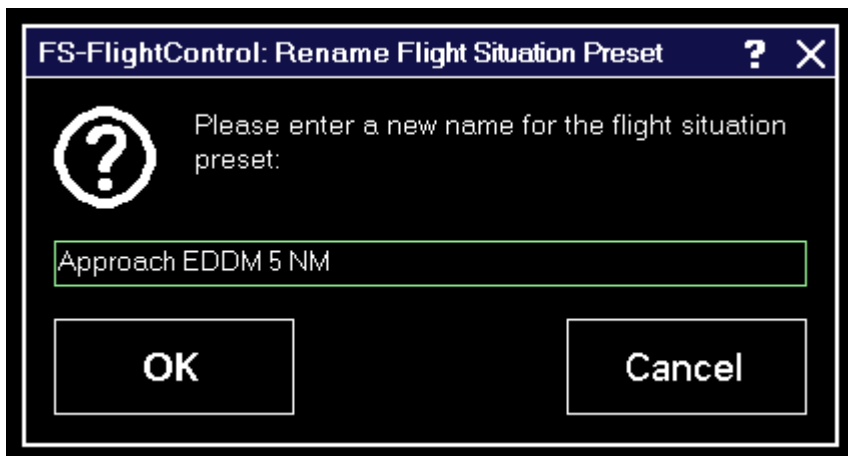 FS-FlightControl: Rename Flight Situation Preset ? X
Please enter a new name for the flight situation
preset:
Approach EDDM 5 NM
OK
Cancel